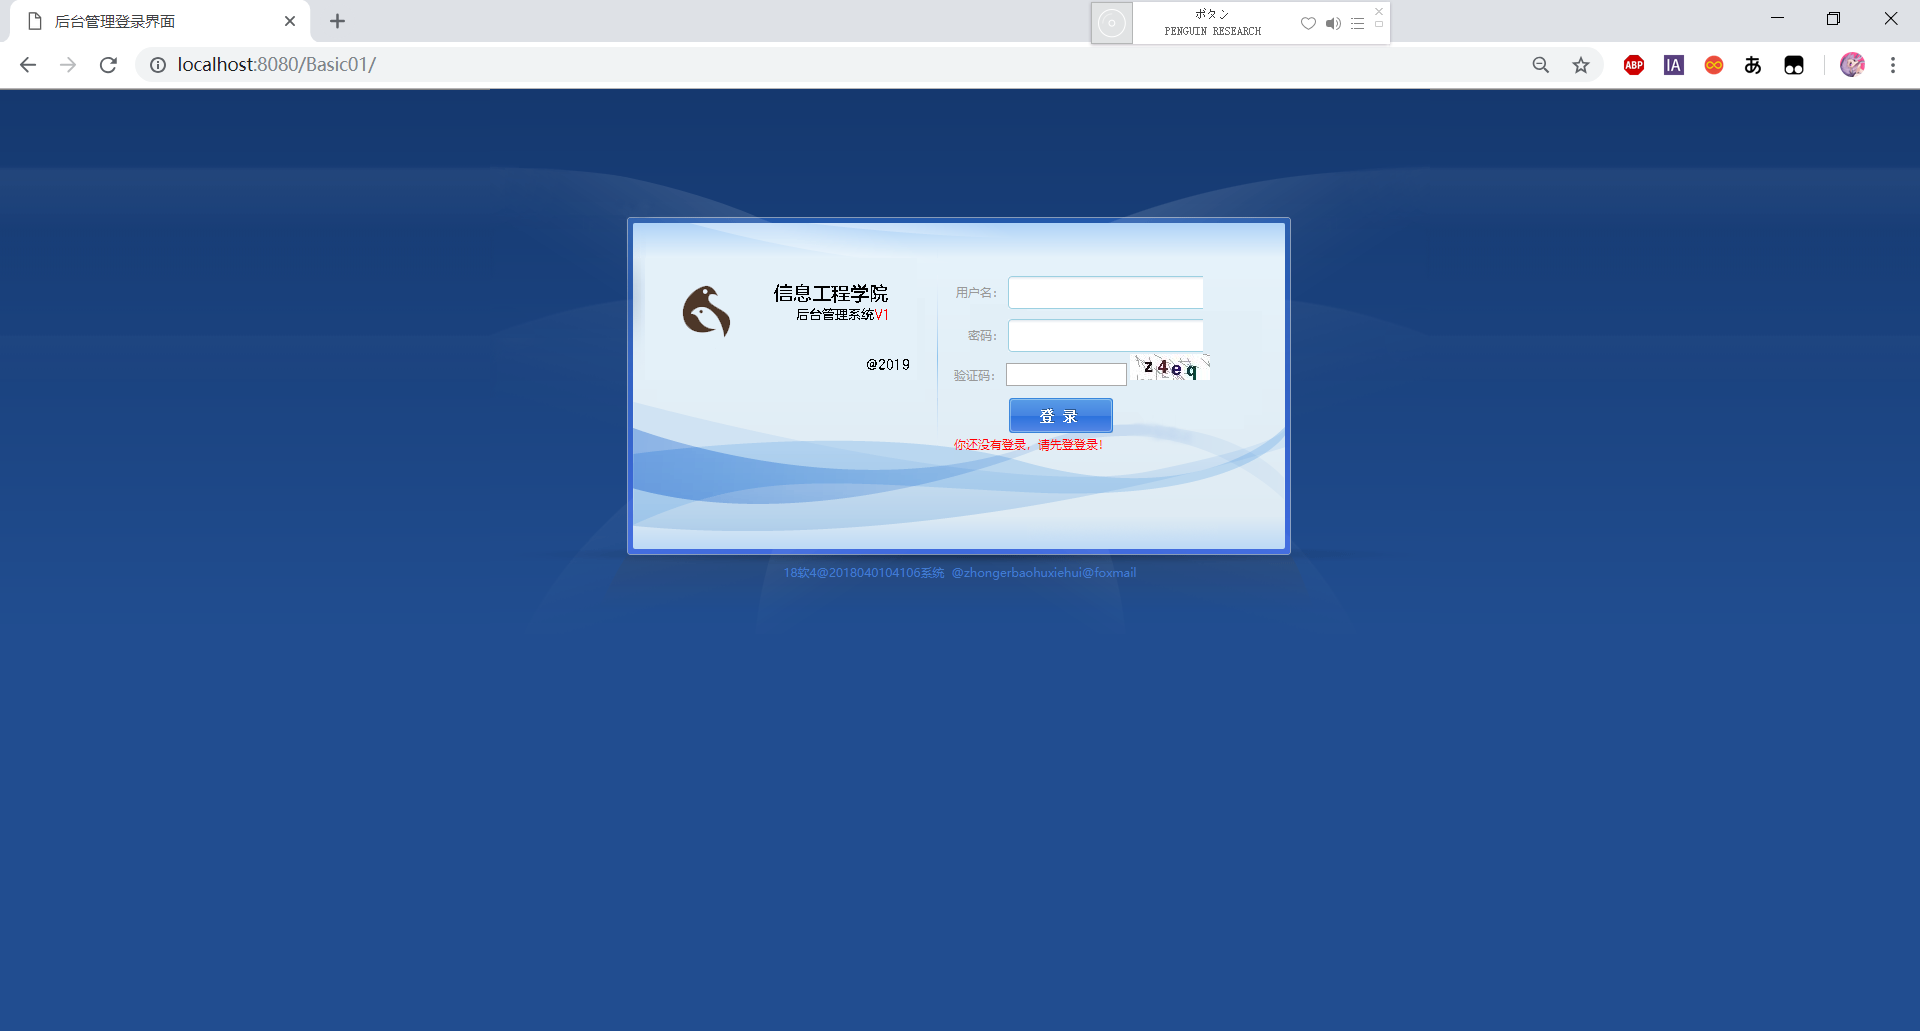 后台管理登录界面
ボタン
PENGUIN RESEARCH
localhost:8080/Basic01/
ABP
IA
あ
信息工程学院
后台管理系统V1
@2019
用户名：
密码：
验证码：
z4eq
登 录
你还没有登录，请先登登录！
18软4@2018040104106系统 @zhongerbaohuxiehui@foxmail